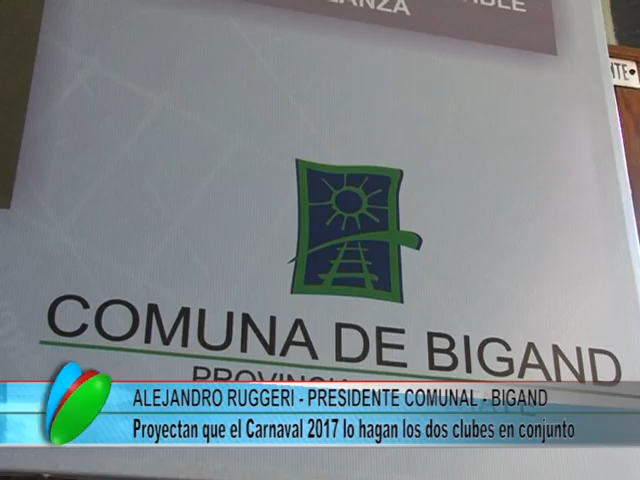 COMUNA DE BIGAND
ALEJANDRO RUGGERI - PRESIDENTE COMUNAL - BIGAND
Proyectan que el Carnaval 2017 lo hagan los dos clubes en conjunto